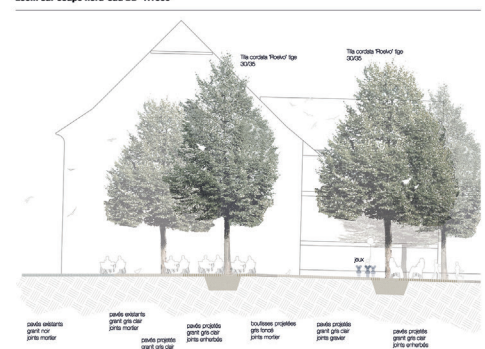 Tilia cordata 'Roelvo' tige
30/35
Tilia cordata 'Roelvo' tige
30/35
jeux
pavés existants
granit noir
joints mortier
pavés existants
granit gris clair
joints mortier
pavés projetés
granit gris clair
pavés projetés
granit gris clair
joints enherbés
boutisses projetées
gris foncé
joints mortier
pavés projetés
granit gris clair
joints gravier
pavés projetés
granit gris clair
joints enherbés